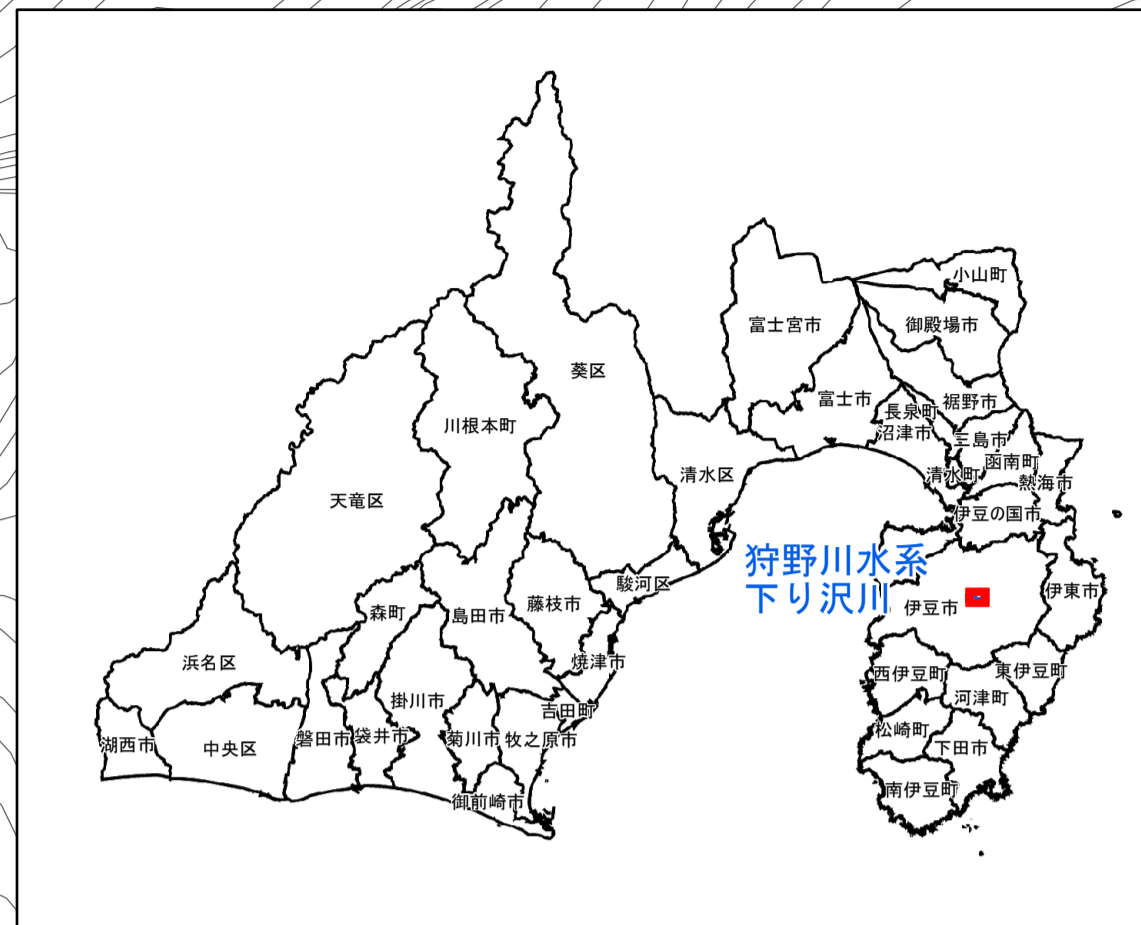 小山町
富士宮市
御殿場市
葵区
富士市
裾野市
長泉町
川根本町
沼津市
三島市
函南町
清水区
清水町
熱海市
天竜区
伊豆の国市
狩野川水系
下り沢川
駿河区
伊東市
藤枝市
伊豆市
森町
島田市
浜名区
焼津市
西伊豆町
東伊豆町
掛川市
河津町
吉田町
松崎町
湖西市
中央区
磐田市
袋井市
菊川市
牧之原市
下田市
南伊豆町
御前崎市